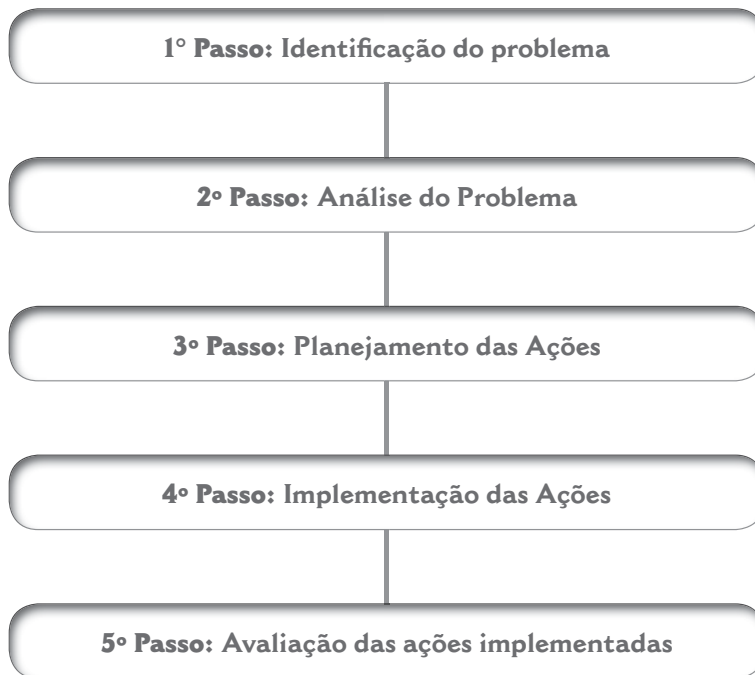 1° Passo: Identificação do problema
2º Passo: Análise do Problema
3º Passo: Planejamento das Ações
4º Passo: Implementação das Ações
5º Passo: Avaliação das ações implementadas